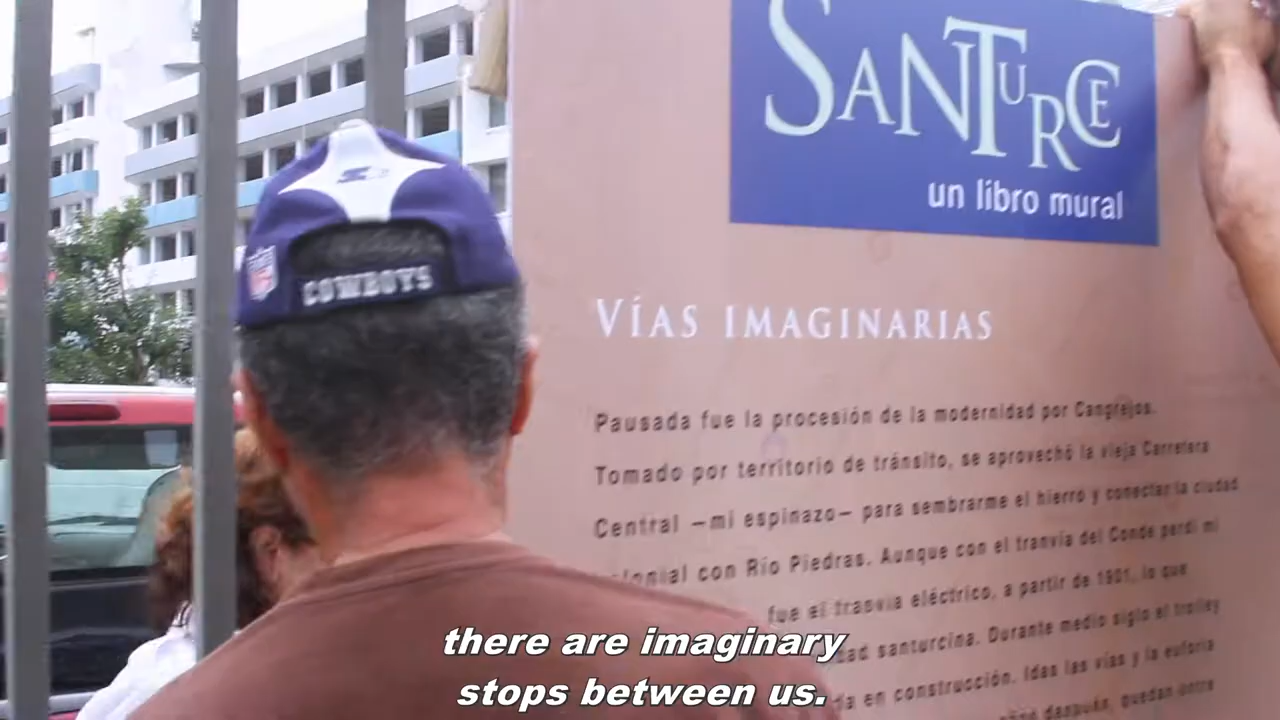 SANTURCE
un libro mural
COWBOYS
VÍAS IMAGINARIAS
Pausada fue la procesión de la modernidad por Cangrejos.
Tomado por territorio de tránsito, se aprovechó la vieja Carretera
Central —mi espinazo— para sembrarme el hierro y conectar la ciudad
con Río Piedras. Aunque con el tranvía del Conde perdí mi
fue el tranvía eléctrico, a partir de 1901, lo que
santurcina. Durante medio siglo el trolley
en construcción. Idas las vías y la euforia
después, quedan entre
there are imaginary
stops between us.